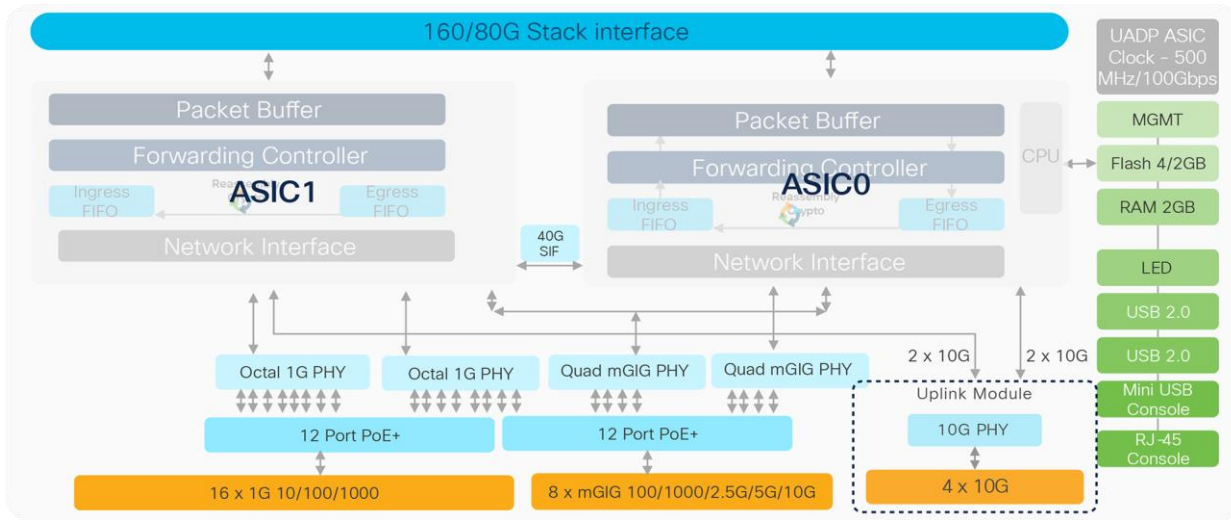 160/80G Stack interface
UADP ASIC
Clock – 500
MHz/100Gbps
Packet Buffer
Forwarding Controller
Ingress
FIFO
Reassembly
ASIC1
Egress
FIFO
Network Interface
40G
SIF
Packet Buffer
Forwarding Controller
ASIC0
Ingress
FIFO
Reassembly
Crypto
Egress
FIFO
Network Interface
CPU
MGMT
Flash 4/2GB
RAM 2GB
LED
USB 2.0
USB 2.0
Mini USB
Console
RJ-45
Console
Octal 1G PHY
Octal 1G PHY
Quad mGIG PHY
Quad mGIG PHY
2 x 10G
2 x 10G
Uplink Module
10G PHY
4 x 10G
12 Port PoE+
12 Port PoE+
16 x 1G 10/100/1000
8 x mGIG 100/1000/2.5G/5G/10G